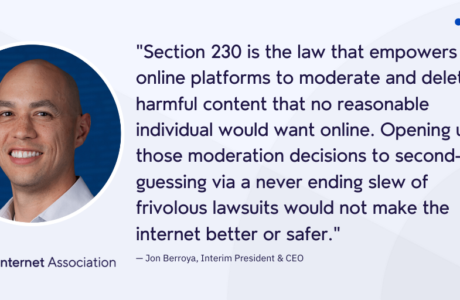 "Section 230 is the law that empowers
online platforms to moderate and delet
harmful content that no reasonable
individual would want online. Opening u
those moderation decisions to second-
guessing via a never ending slew of
frivolous lawsuits would not make the
internet better or safer."
— Jon Berroya, Interim President & CEO
nternet Association